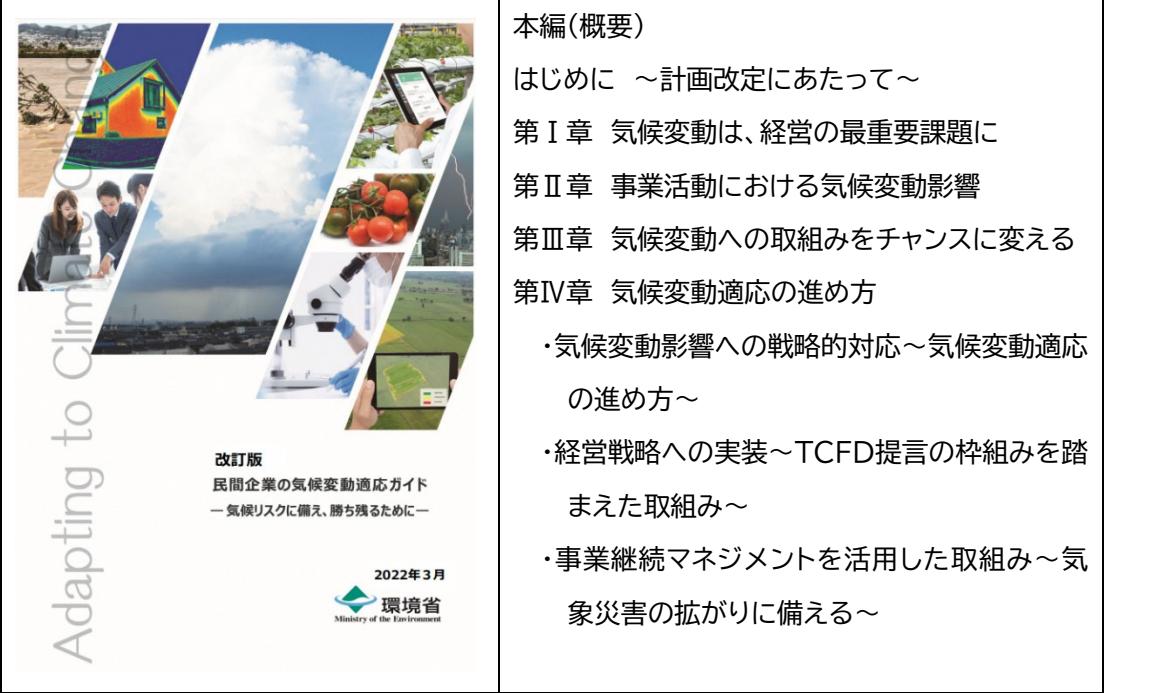 Adapting to Climate Change
改訂版
民間企業の気候変動適応ガイド
―気候リスクに備え、勝ち残るために―
2022年3月
環境省
Ministry of the Environment
本編(概要)
はじめに ～計画改定にあたって～
第Ⅰ章 気候変動は、経営の最重要課題に
第Ⅱ章 事業活動における気候変動影響
第Ⅲ章 気候変動への取組みをチャンスに変える
第Ⅳ章 気候変動適応の進め方
・気候変動影響への戦略的対応～気候変動適応
の進め方～
・経営戦略への実装～TCFD提言の枠組みを踏
まえた取組み～
・事業継続マネジメントを活用した取組み～気
象災害の拡がりに備える～